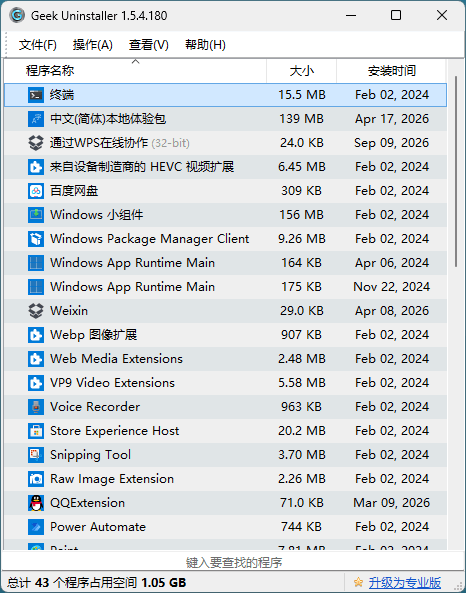 Geek Uninstaller 1.5.4.180
文件(F) 操作(A) 查看(V) 帮助(H)
程序名称 大小 安装时间
终端 15.5 MB Feb 02, 2024
中文(简体)本地体验包 139 MB Apr 17, 2026
通过WPS在线协作 (32-bit) 24.0 KB Sep 09, 2026
来自设备制造商的 HEVC 视频扩展 6.45 MB Feb 02, 2024
百度网盘 309 KB Feb 02, 2024
Windows 小组件 156 MB Feb 02, 2024
Windows Package Manager Client 9.26 MB Feb 02, 2024
Windows App Runtime Main 164 KB Apr 06, 2024
Windows App Runtime Main 175 KB Nov 22, 2024
Weixin 29.0 KB Apr 08, 2026
Webp 图像扩展 907 KB Feb 02, 2024
Web Media Extensions 2.48 MB Feb 02, 2024
VP9 Video Extensions 5.58 MB Feb 02, 2024
Voice Recorder 963 KB Feb 02, 2024
Store Experience Host 20.2 MB Feb 02, 2024
Snipping Tool 3.70 MB Feb 02, 2024
Raw Image Extension 2.26 MB Feb 02, 2024
QQExtension 71.0 KB Mar 09, 2026
Power Automate 744 KB Feb 02, 2024
Paint 7.81 MB Feb 02, 2024
键入要查找的程序
总计 43 个程序占用空间 1.05 GB 升级为专业版